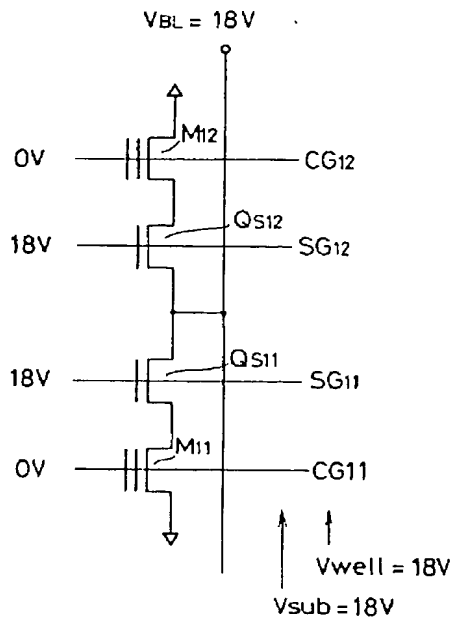 VBL = 18V
M12
0V
CG12
QS12
18V
SG12
QS11
18V
SG11
M11
0V
CG11
Vwell = 18V
Vsub = 18V